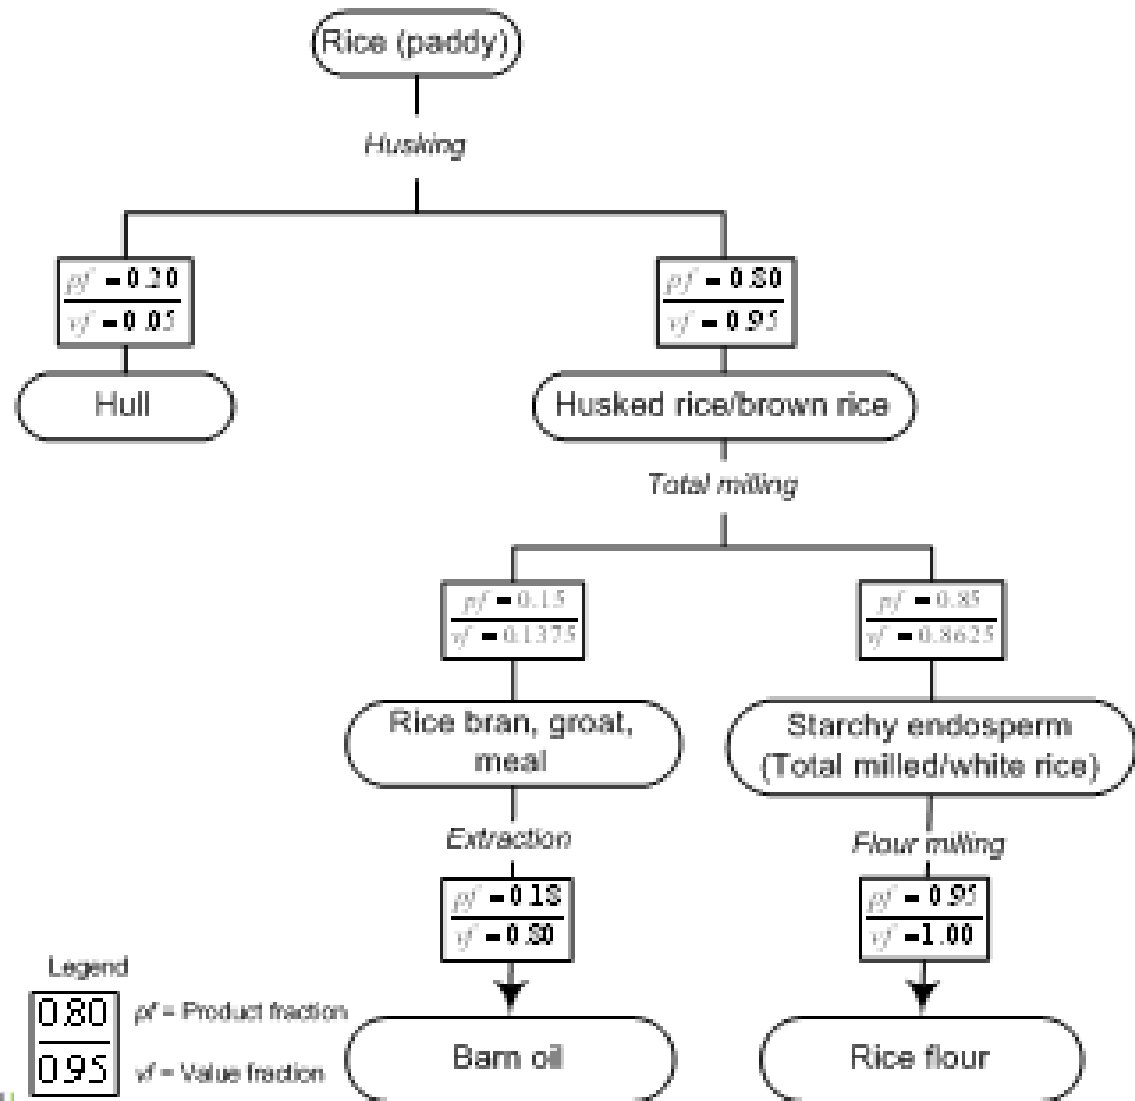 Rice (paddy)
Husking
pf = 0.20
vf = 0.05
pf = 0.80
vf = 0.95
Hull
Husked rice/brown rice
Total milling
pf = 0.15
vf = 0.1375
pf = 0.85
vf = 0.8625
Rice bran, groat,
meal
Starchy endosperm
(Total milled/white rice)
Extraction
Flour milling
pf = 0.18
vf = 0.80
pf = 0.95
vf =1.00
Barn oil
Rice flour
Legend
0.80 pf = Product fraction
0.95 vf = Value fraction